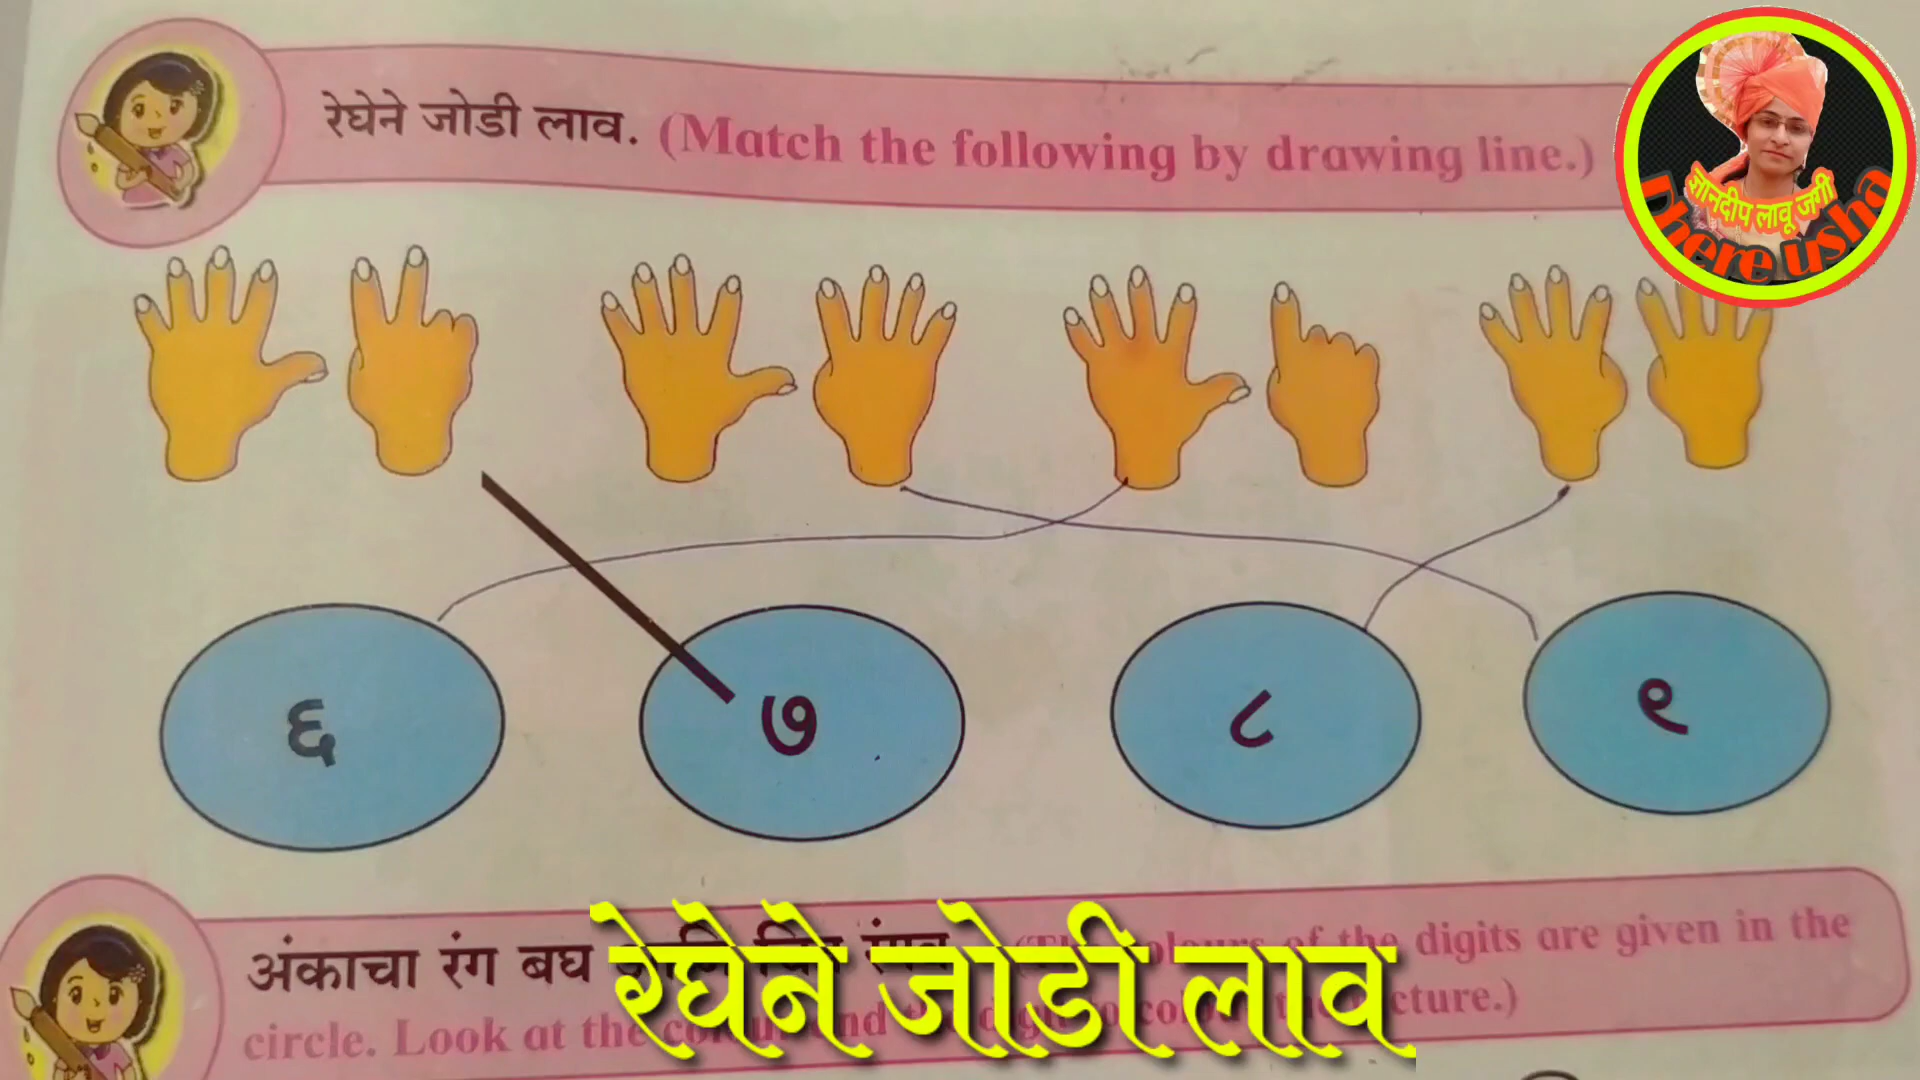 रेघेने जोडी लाव. (Match the following by drawing line.)
ज्ञानदीप लावू जगी
Dhere usha
६ ७ ८ ९
अंकाचा रंग बघ digits are given in the
circle. Look at the
रेघेने जोडी लाव